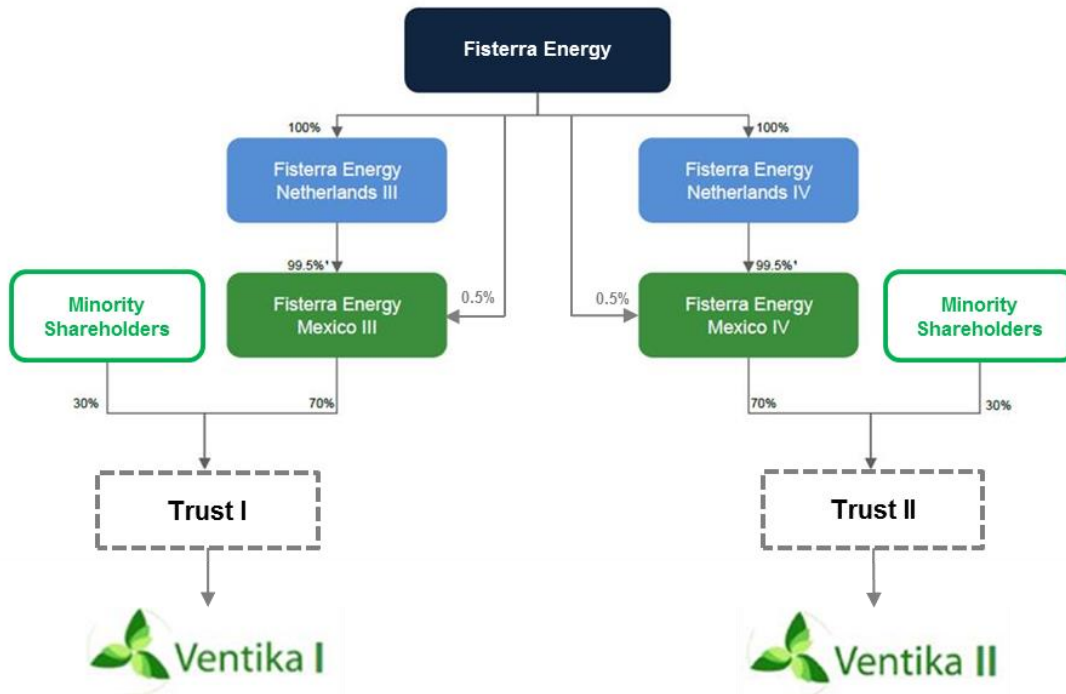 Fisterra Energy
100%
100%
Fisterra Energy
Netherlands III
Fisterra Energy
Netherlands IV
99.5%'
99.5%'
Minority
Shareholders
Fisterra Energy
Mexico III
0.5%
0.5%
Fisterra Energy
Mexico IV
Minority
Shareholders
30%
70%
70%
30%
Trust I
Trust II
Ventika I
Ventika II